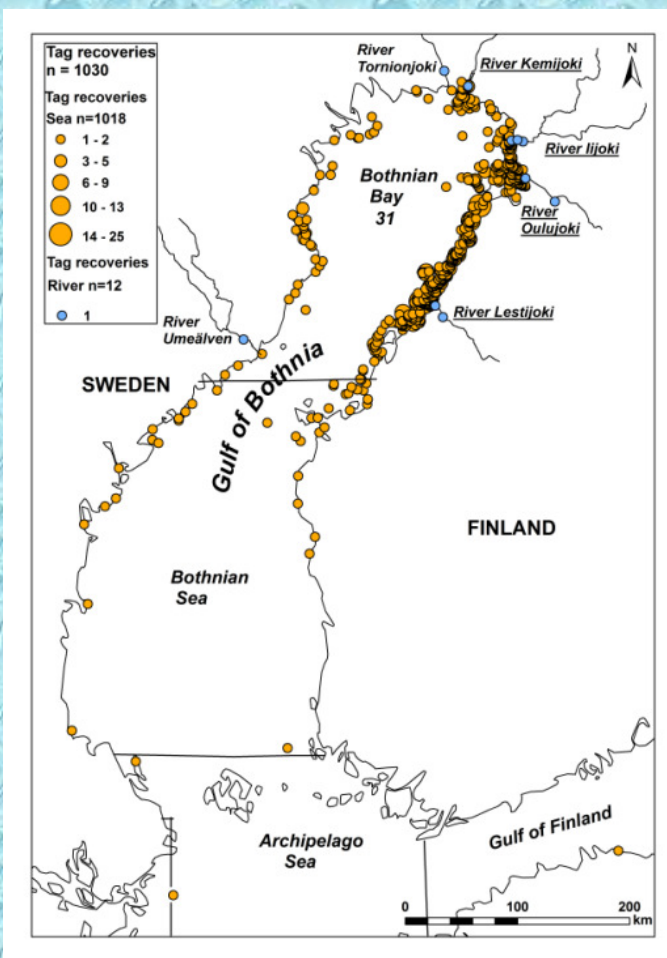 Tag recoveries
n = 1030
Tag recoveries
Sea n=1018
1 - 2
3 - 5
6 - 9
10 - 13
14 - 25
Tag recoveries
River n=12
1
River
Tornionjoki
River Kemijoki
N
River Iijoki
Bothnian
Bay
31
River
Oulujoki
River Lestijoki
River
Umeälven
SWEDEN
Gulf of Bothnia
FINLAND
Bothnian
Sea
Archipelago
Sea
Gulf of Finland
0 100 200
km